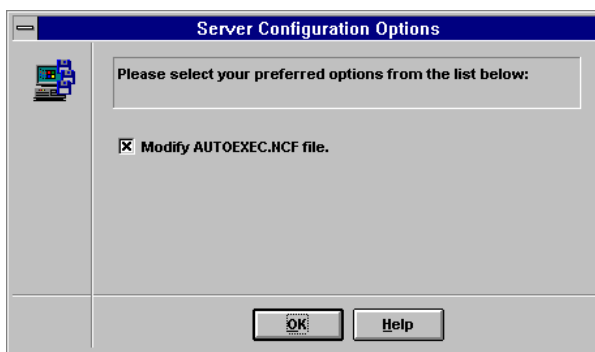 Server Configuration Options
Please select your preferred options from the list below:
Modify AUTOEXEC.NCF file.
OK Help